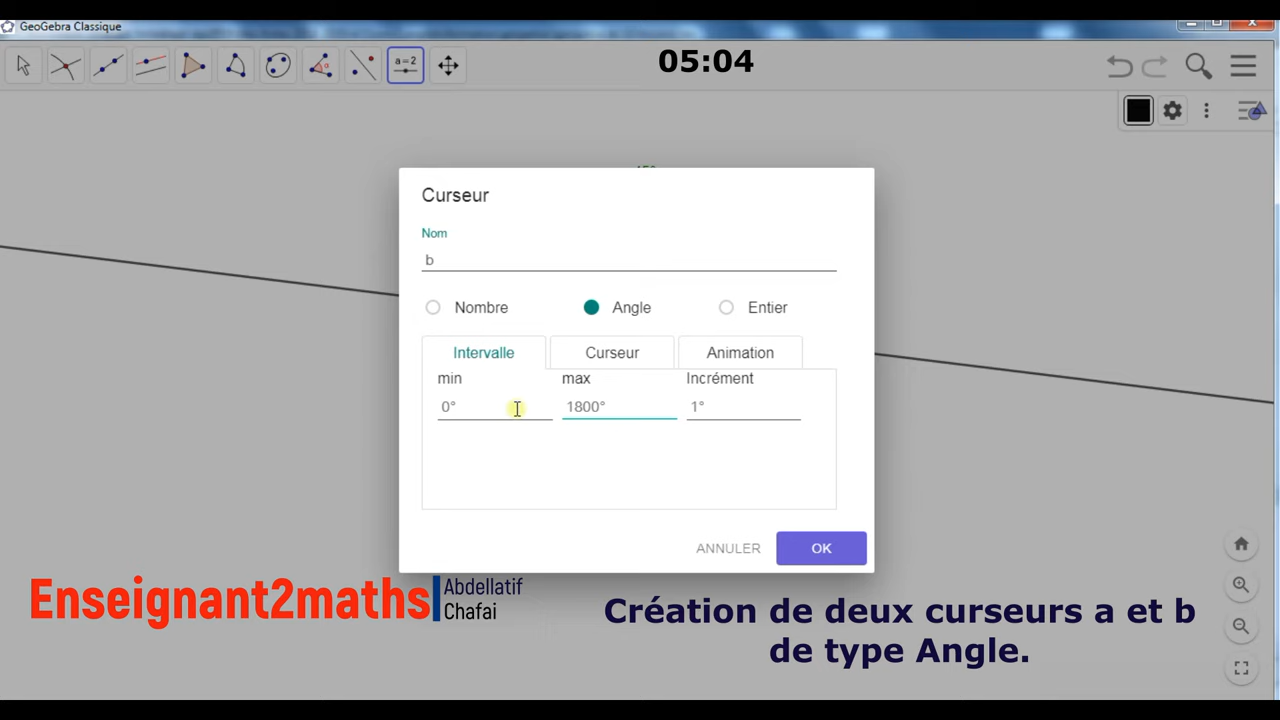 GeoGebra Classique
a=2
05:04
Curseur
Nom
b
Nombre
Angle
Entier
Intervalle
Curseur
Animation
min
max
Incrément
0°
1800°
1°
ANNULER
OK
Enseignant2maths
Abdellatif
Chafai
Création de deux curseurs a et b
de type Angle.